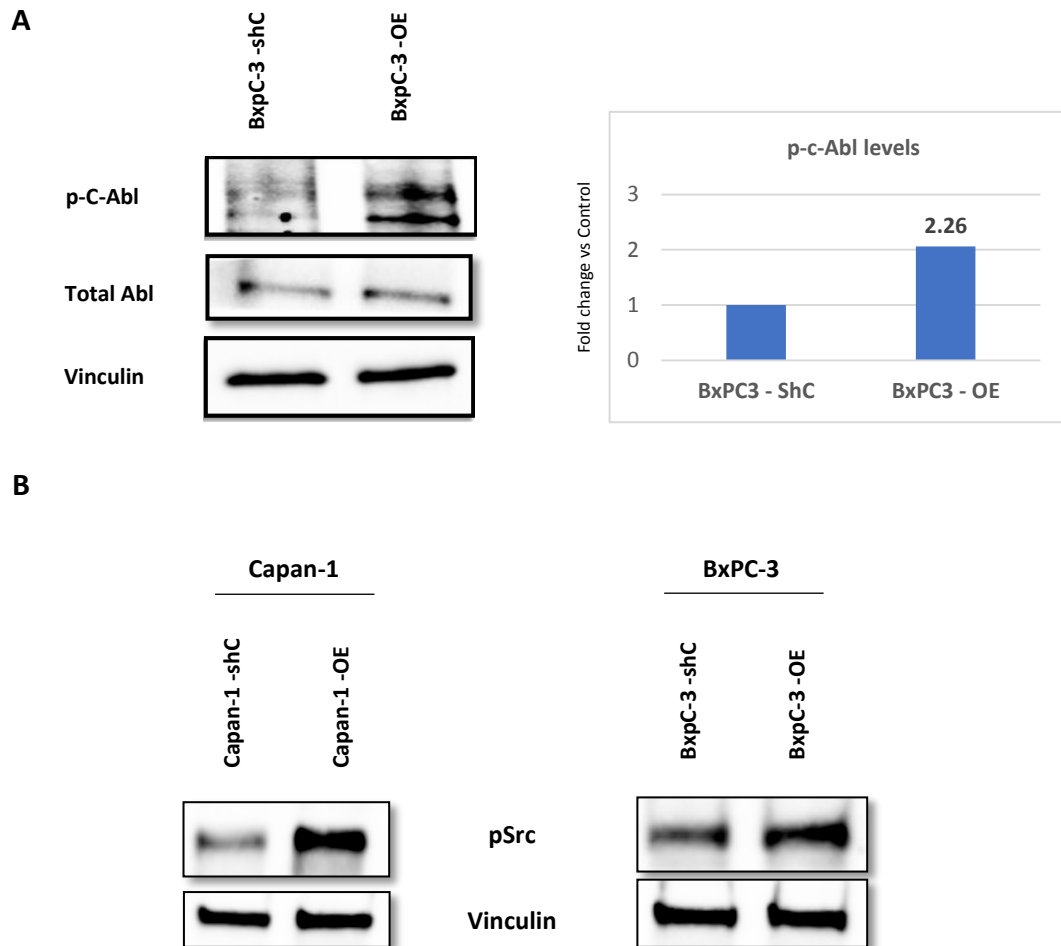 A
BxpC-3 -shC
BxpC-3 -OE
p-C-Abl
Total Abl
Vinculin
p-c-Abl levels
Fold change vs Control
3
2
1
0
2.26
BxPC3 - ShC
BxPC3 - OE
B
Capan-1
BxPC-3
Capan-1 -shC
Capan-1 -OE
BxpC-3 -shC
BxpC-3 -OE
pSrc
Vinculin